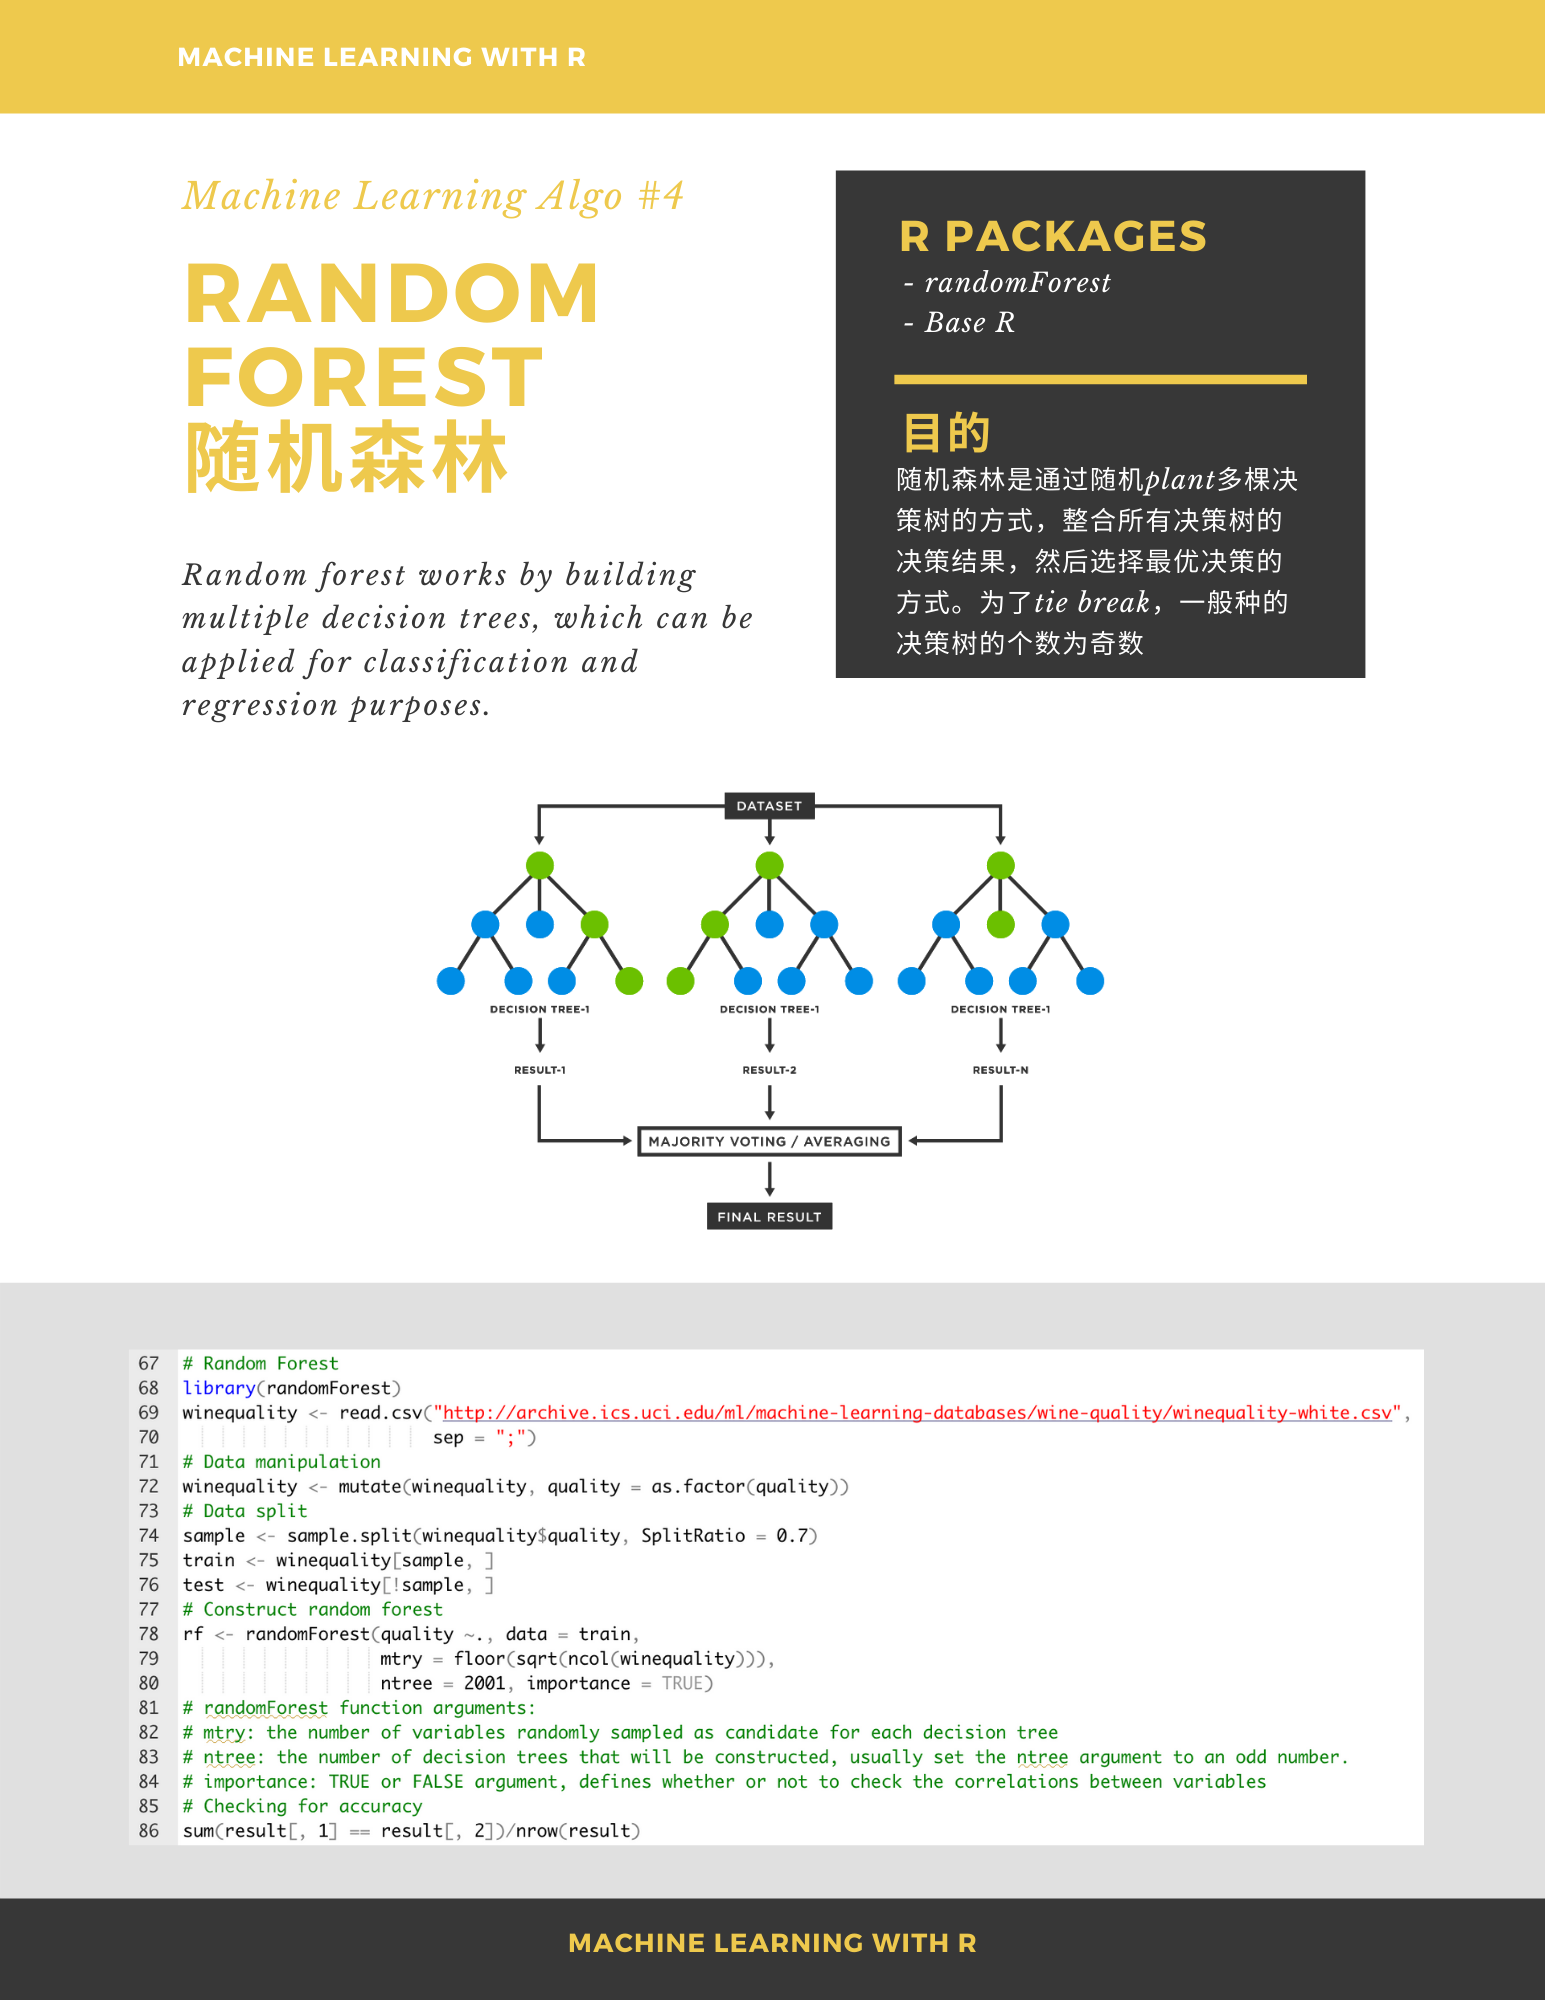 MACHINE LEARNING WITH R
Machine Learning Algo #4
RANDOM
FOREST
随机森林
Random forest works by building
multiple decision trees, which can be
applied for classification and
regression purposes.
R PACKAGES
- randomForest
- Base R
目的
随机森林是通过随机plant多棵决
策树的方式，整合所有决策树的
决策结果，然后选择最优决策的
方式。为了tie break，一般种的
决策树的个数为奇数
DATASET
DECISION TREE-1 DECISION TREE-1 DECISION TREE-1
RESULT-1 RESULT-2 RESULT-N
MAJORITY VOTING / AVERAGING
FINAL RESULT
67 # Random Forest
68 library(randomForest)
69 winequality <- read.csv("http://archive.ics.uci.edu/ml/machine-learning-databases/wine-quality/winequality-white.csv",
70 sep = ";")
71 # Data manipulation
72 winequality <- mutate(winequality, quality = as.factor(quality))
73 # Data split
74 sample <- sample.split(winequality$quality, SplitRatio = 0.7)
75 train <- winequality[sample, ]
76 test <- winequality[!sample, ]
77 # Construct random forest
78 rf <- randomForest(quality ~., data = train,
79 mtry = floor(sqrt(ncol(winequality))),
80 ntree = 2001, importance = TRUE)
81 # randomForest function arguments:
82 # mtry: the number of variables randomly sampled as candidate for each decision tree
83 # ntree: the number of decision trees that will be constructed, usually set the ntree argument to an odd number.
84 # importance: TRUE or FALSE argument, defines whether or not to check the correlations between variables
85 # Checking for accuracy
86 sum(result[, 1] == result[, 2])/nrow(result)
MACHINE LEARNING WITH R